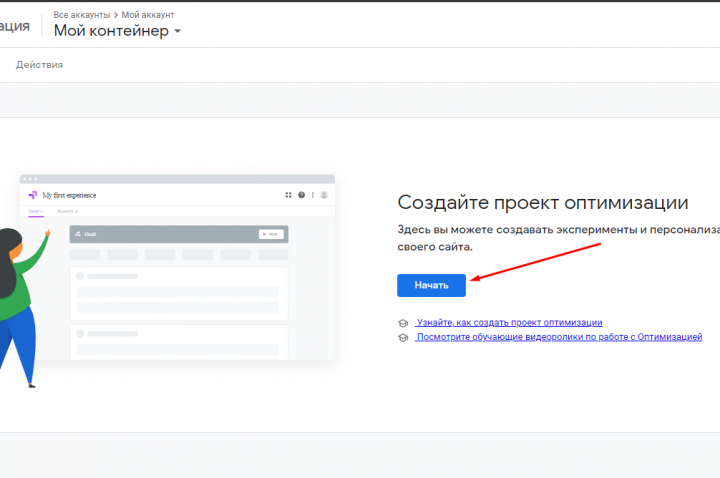 ация
Все аккаунты > Мой аккаунт
Мой контейнер
Действия
My first experience
Draft
Start
Создайте проект оптимизации
Здесь вы можете создавать эксперименты и персонализа
своего сайта.
Начать
Узнайте, как создать проект оптимизации
Посмотрите обучающие видеоролики по работе с Оптимизацией